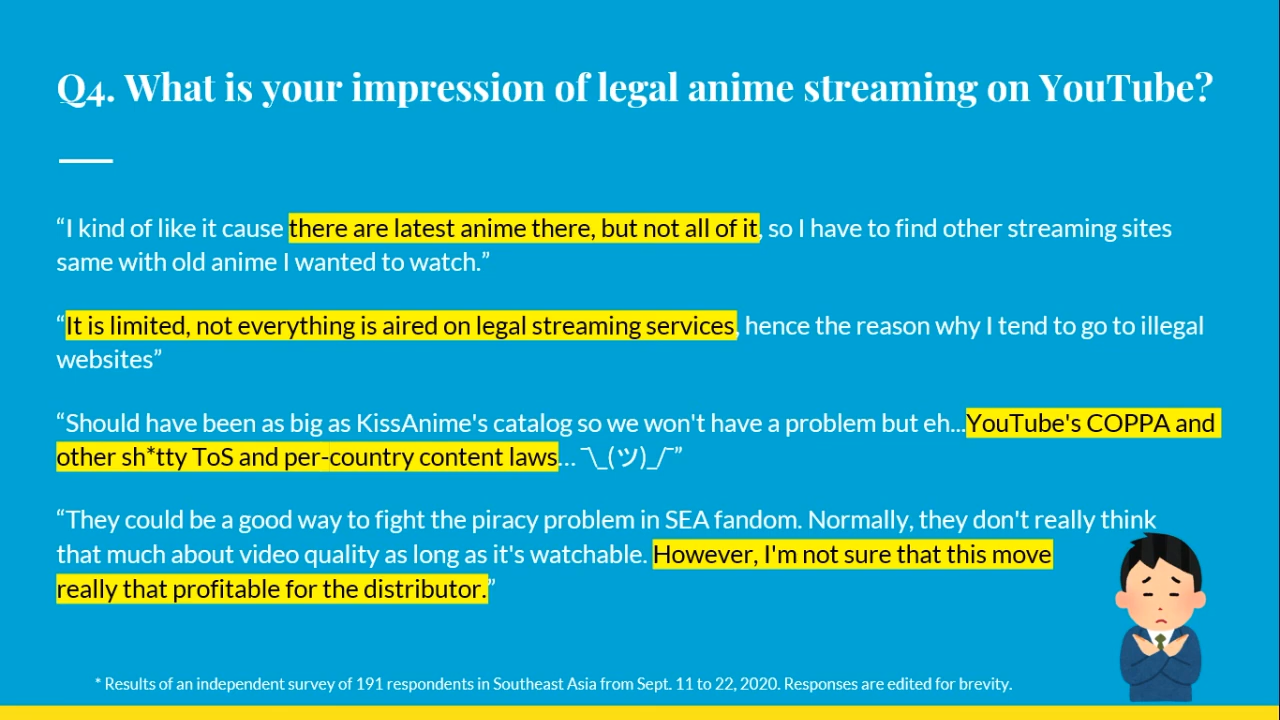 Q4. What is your impression of legal anime streaming on YouTube?
“I kind of like it cause there are latest anime there, but not all of it, so I have to find other streaming sites
same with old anime I wanted to watch.”
“It is limited, not everything is aired on legal streaming services, hence the reason why I tend to go to illegal
websites”
“Should have been as big as KissAnime's catalog so we won't have a problem but eh...YouTube's COPPA and
other sh*tty ToS and per-country content laws... ¯\_(ツ)_/¯”
“They could be a good way to fight the piracy problem in SEA fandom. Normally, they don't really think
that much about video quality as long as it's watchable. However, I'm not sure that this move
really that profitable for the distributor.”
* Results of an independent survey of 191 respondents in Southeast Asia from Sept. 11 to 22, 2020. Responses are edited for brevity.